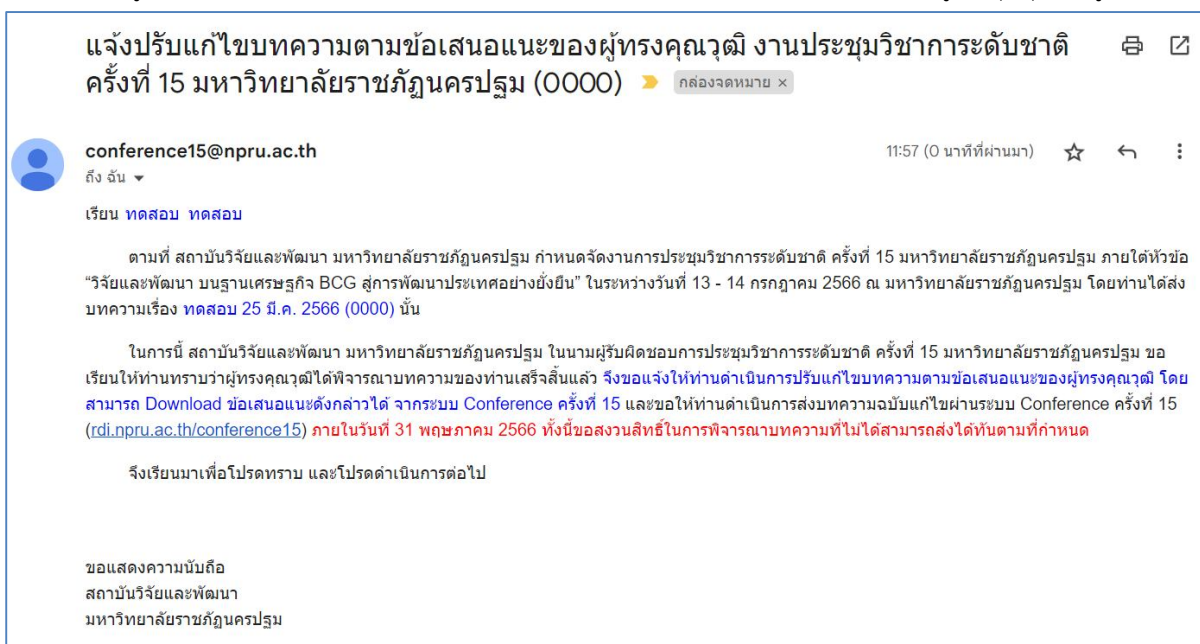 แจ้งปรับแก้ไขบทความตามข้อเสนอแนะของผู้ทรงคุณวุฒิ งานประชุมวิชาการระดับชาติ
ครั้งที่ 15 มหาวิทยาลัยราชภัฏนครปฐม (0000) กล่องจดหมาย ×
conference15@npru.ac.th 11:57 (0 นาทีที่ผ่านมา)
ถึง ฉัน
เรียน ทดสอบ ทดสอบ
ตามที่ สถาบันวิจัยและพัฒนา มหาวิทยาลัยราชภัฏนครปฐม กำหนดจัดงานการประชุมวิชาการระดับชาติ ครั้งที่ 15 มหาวิทยาลัยราชภัฏนครปฐม ภายใต้หัวข้อ
“วิจัยและพัฒนา บนฐานเศรษฐกิจ BCG สู่การพัฒนาประเทศอย่างยั่งยืน” ในระหว่างวันที่ 13 - 14 กรกฎาคม 2566 ณ มหาวิทยาลัยราชภัฏนครปฐม โดยท่านได้ส่ง
บทความเรื่อง ทดสอบ 25 มี.ค. 2566 (0000) นั้น
ในการนี้ สถาบันวิจัยและพัฒนา มหาวิทยาลัยราชภัฏนครปฐม ในนามผู้รับผิดชอบการประชุมวิชาการระดับชาติ ครั้งที่ 15 มหาวิทยาลัยราชภัฏนครปฐม ขอ
เรียนให้ท่านทราบว่าผู้ทรงคุณวุฒิได้พิจารณาบทความของท่านเสร็จสิ้นแล้ว จึงขอแจ้งให้ท่านดำเนินการปรับแก้ไขบทความตามข้อเสนอแนะของผู้ทรงคุณวุฒิ โดย
สามารถ Download ข้อเสนอแนะดังกล่าวได้ จากระบบ Conference ครั้งที่ 15 และขอให้ท่านดำเนินการส่งบทความฉบับแก้ไขผ่านระบบ Conference ครั้งที่ 15
(rdi.npru.ac.th/conference15) ภายในวันที่ 31 พฤษภาคม 2566 ทั้งนี้ขอสงวนสิทธิ์ในการพิจารณาบทความที่ไม่ได้สามารถส่งได้ทันตามที่กำหนด
จึงเรียนมาเพื่อโปรดทราบ และโปรดดำเนินการต่อไป
ขอแสดงความนับถือ
สถาบันวิจัยและพัฒนา
มหาวิทยาลัยราชภัฏนครปฐม